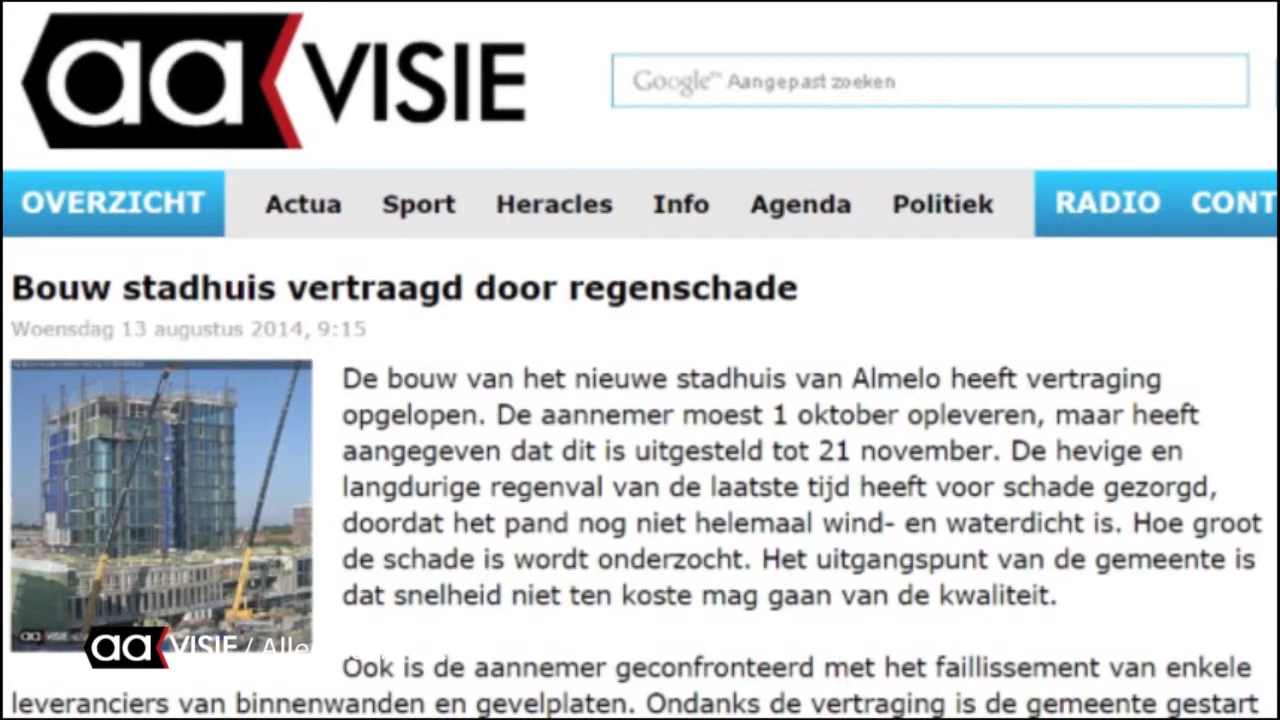 aa VISIE
Google™ Aangepast zoeken
OVERZICHT Actua Sport Heracles Info Agenda Politiek RADIO CONT
Bouw stadhuis vertraagd door regenschade
Woensdag 13 augustus 2014, 9:15
De bouw van het nieuwe stadhuis van Almelo heeft vertraging
opgelopen. De aannemer moest 1 oktober opleveren, maar heeft
aangegeven dat dit is uitgesteld tot 21 november. De hevige en
langdurige regenval van de laatste tijd heeft voor schade gezorgd,
doordat het pand nog niet helemaal wind- en waterdicht is. Hoe groot
de schade is wordt onderzocht. Het uitgangspunt van de gemeente is
dat snelheid niet ten koste mag gaan van de kwaliteit.
aa VISIE
aa VISIE /
Ook is de aannemer geconfronteerd met het faillissement van enkele
leveranciers van binnenwanden en gevelplaten. Ondanks de vertraging is de gemeente gestart